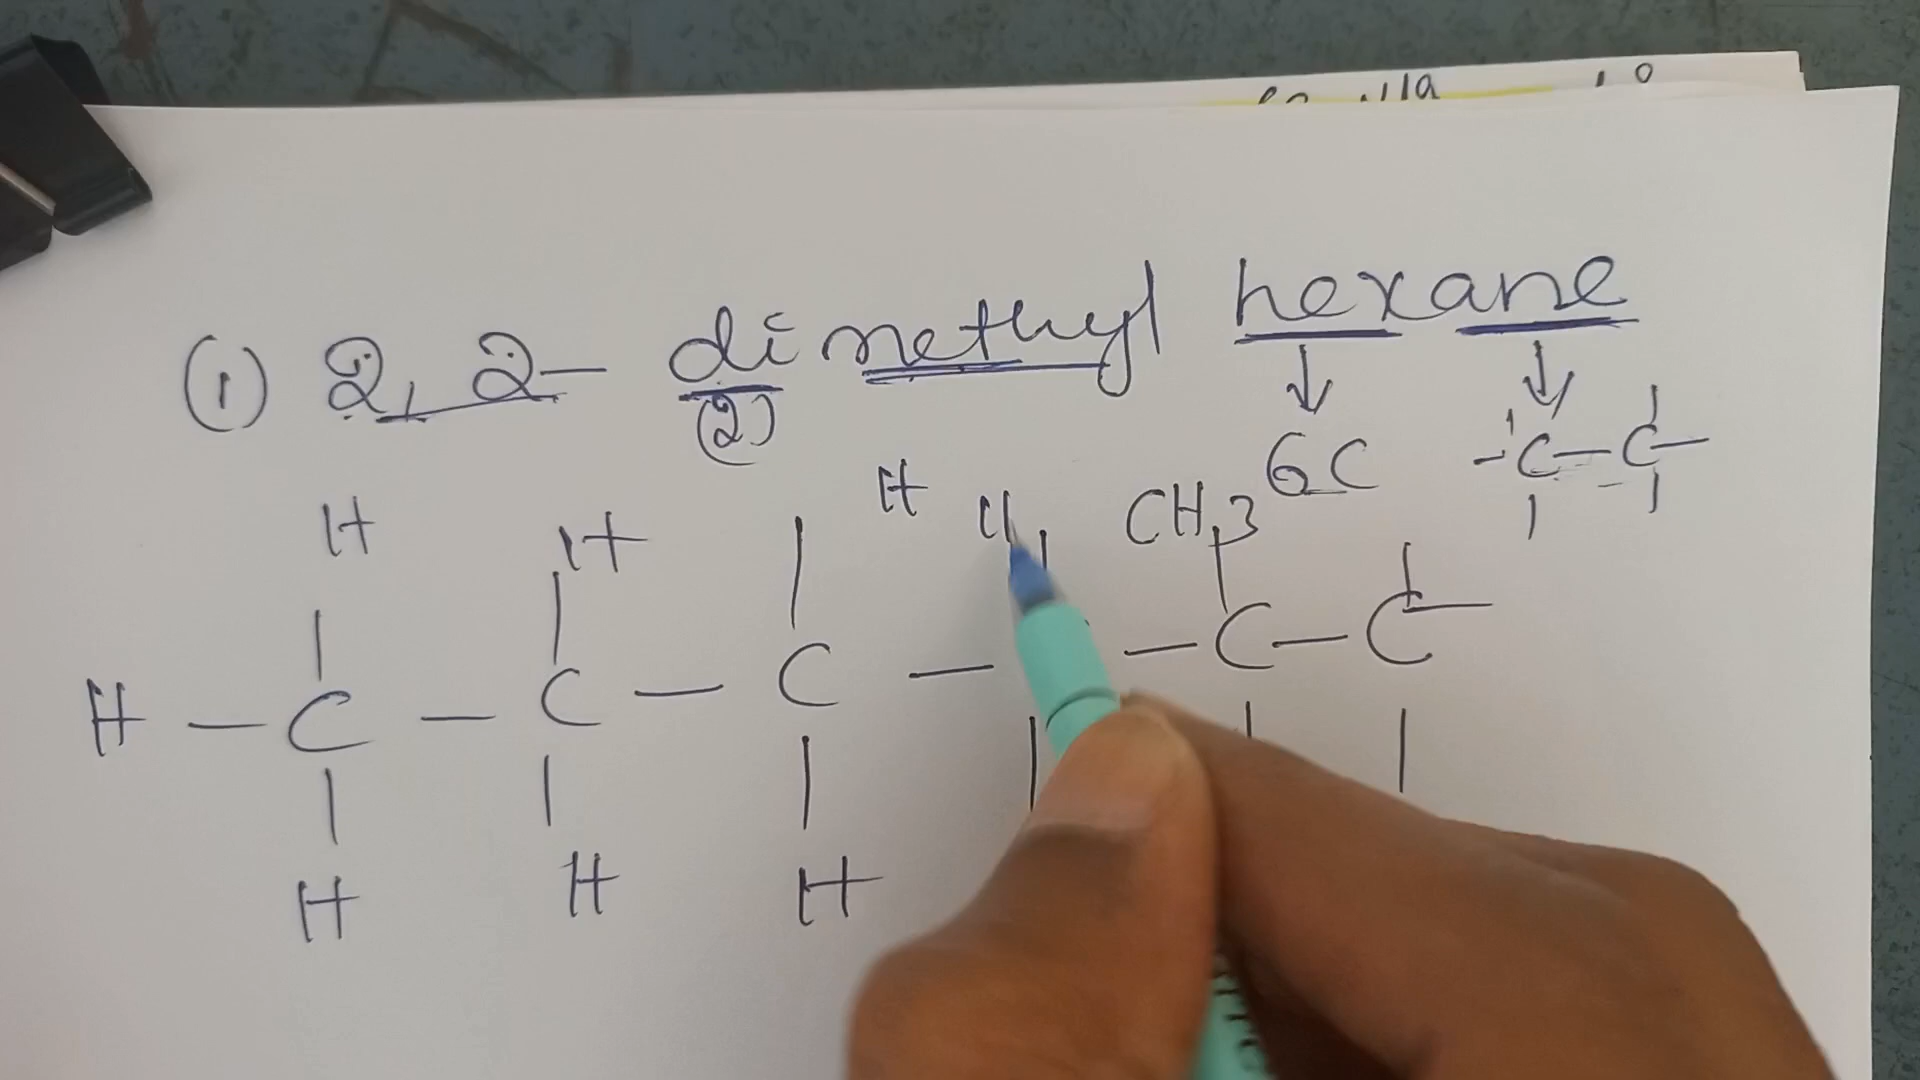 (1) 2, 2- dimethyl hexane
(2)
6C
-C-C-
H H H H CH3
H - C - C - C - - C - C -
H H H